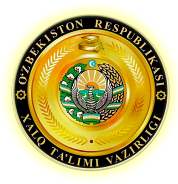 O'ZBEKISTON RESPUBLIKASI
XALQ TA'LIMI VAZIRLIGI